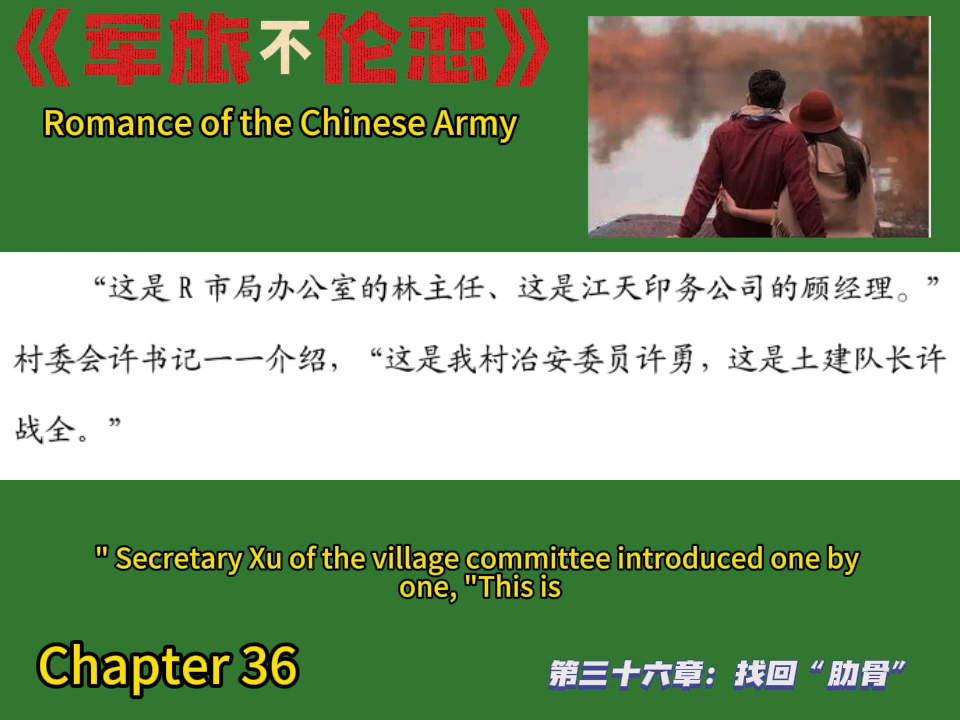 《军旅不伦恋》
Romance of the Chinese Army
“这是 R 市局办公室的林主任、这是江天印务公司的顾经理。”
村委会许书记一一介绍，“这是我村治安委员许勇，这是土建队长许
战全。”
" Secretary Xu of the village committee introduced one by
one, "This is
Chapter 36
第三十六章：找回“肋骨”